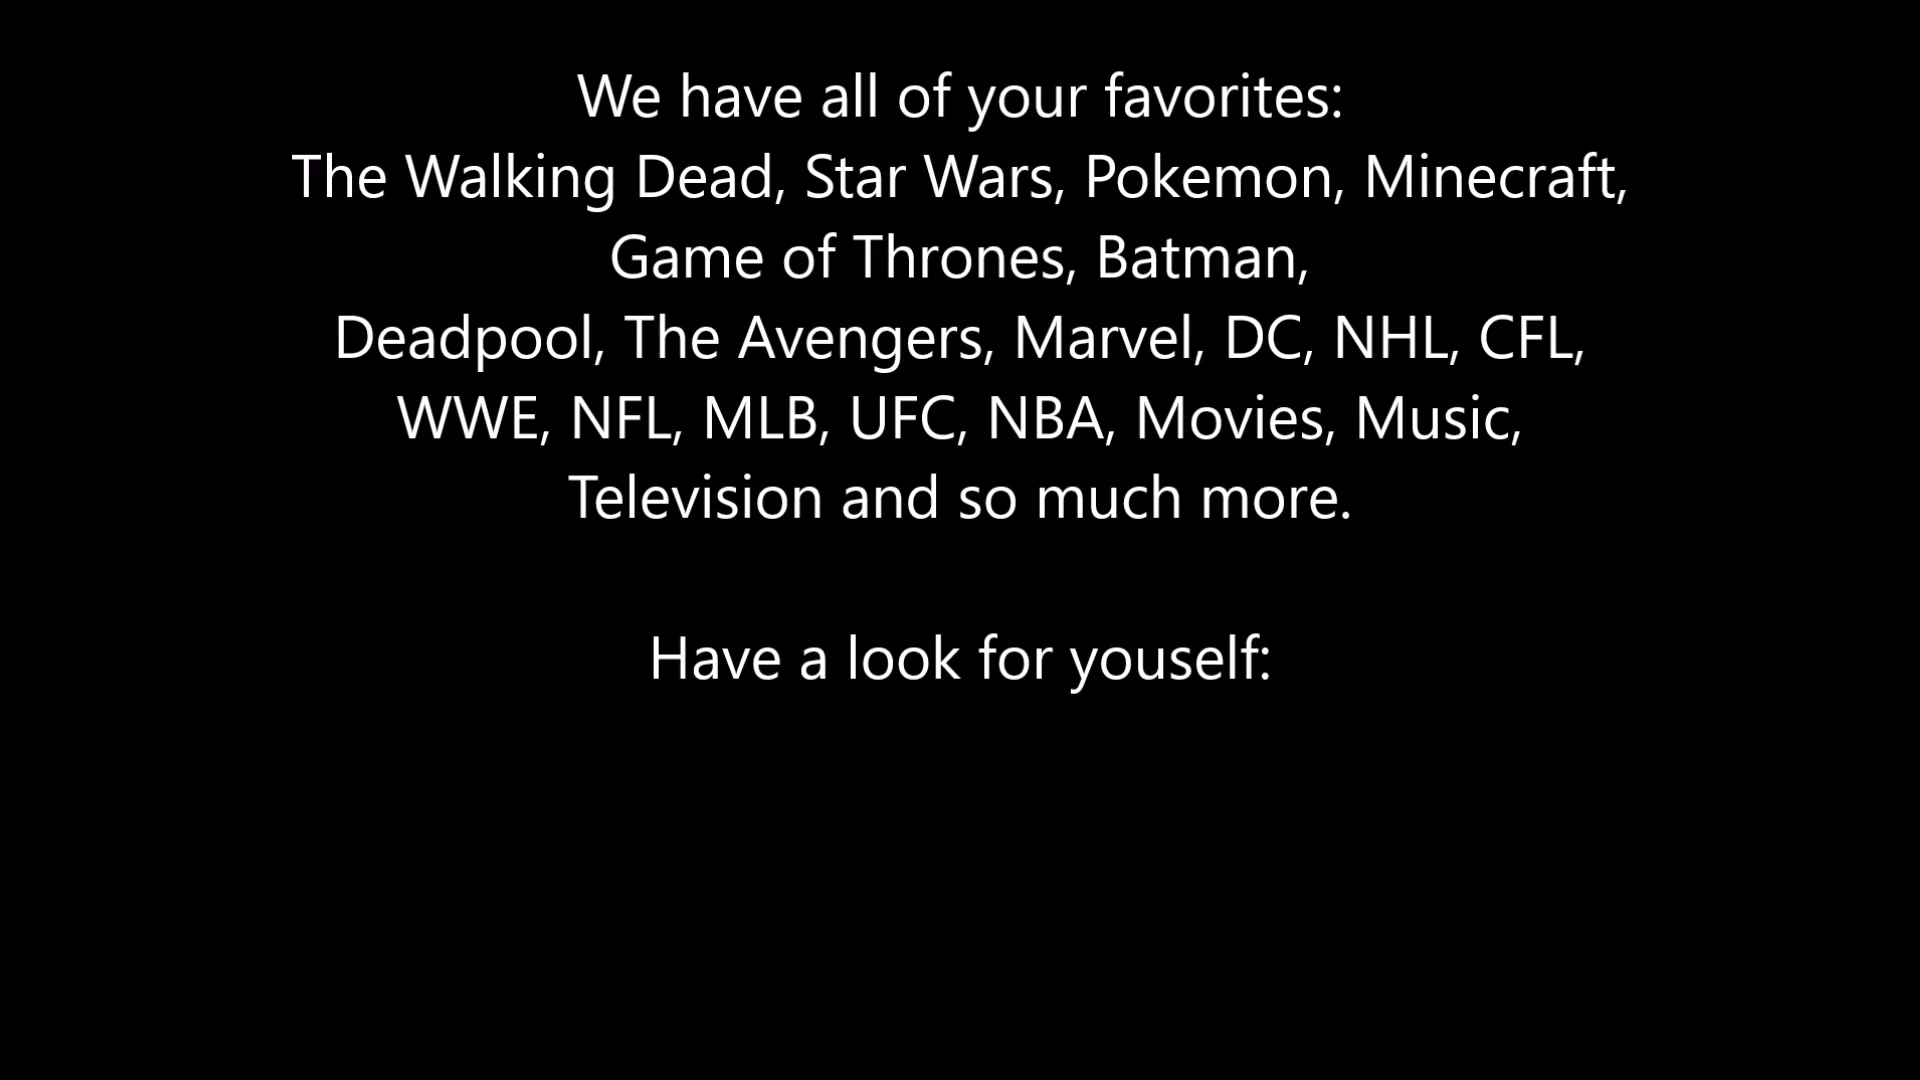 We have all of your favorites:
The Walking Dead, Star Wars, Pokemon, Minecraft,
Game of Thrones, Batman,
Deadpool, The Avengers, Marvel, DC, NHL, CFL,
WWE, NFL, MLB, UFC, NBA, Movies, Music,
Television and so much more.
Have a look for youself: